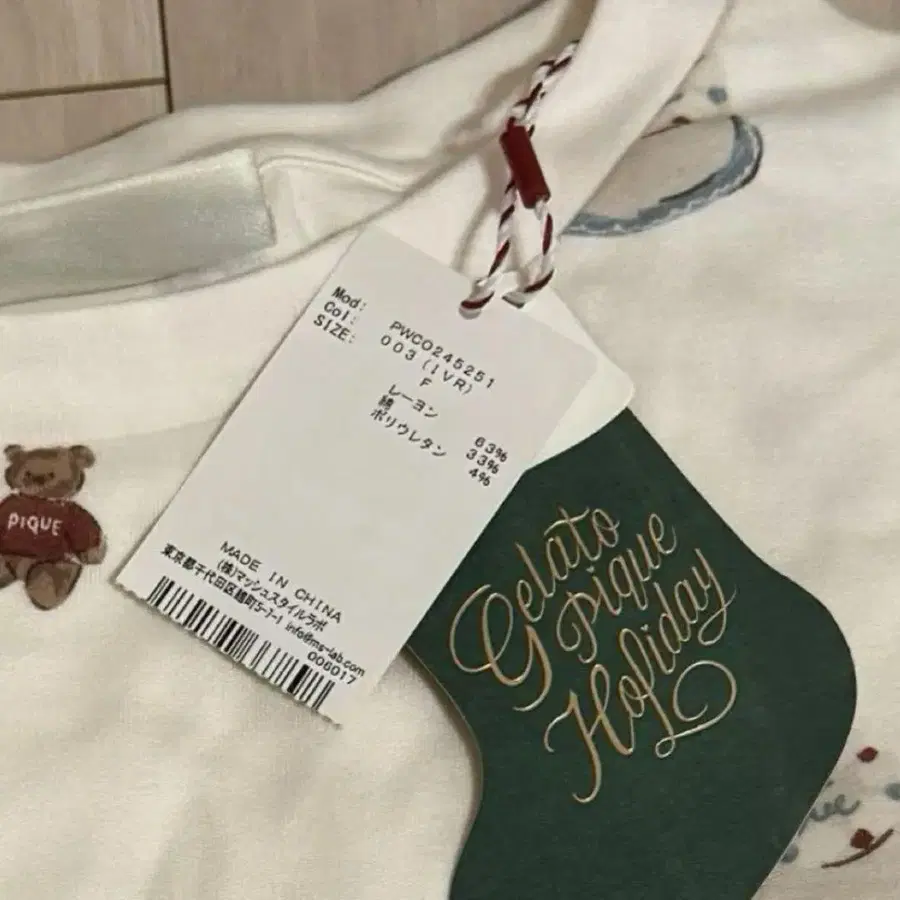 Mod: PWCO245251
Col: 003(IVR)
SIZE: F
レーヨン 63%
綿 33%
ポリウレタン 4%
MADE IN CHINA
(株)マッシュスタイルラボ
東京都千代田区麹町5-7-1 info@ms-lab.com
006017
Gelato
Pique
Holiday
PIQUE